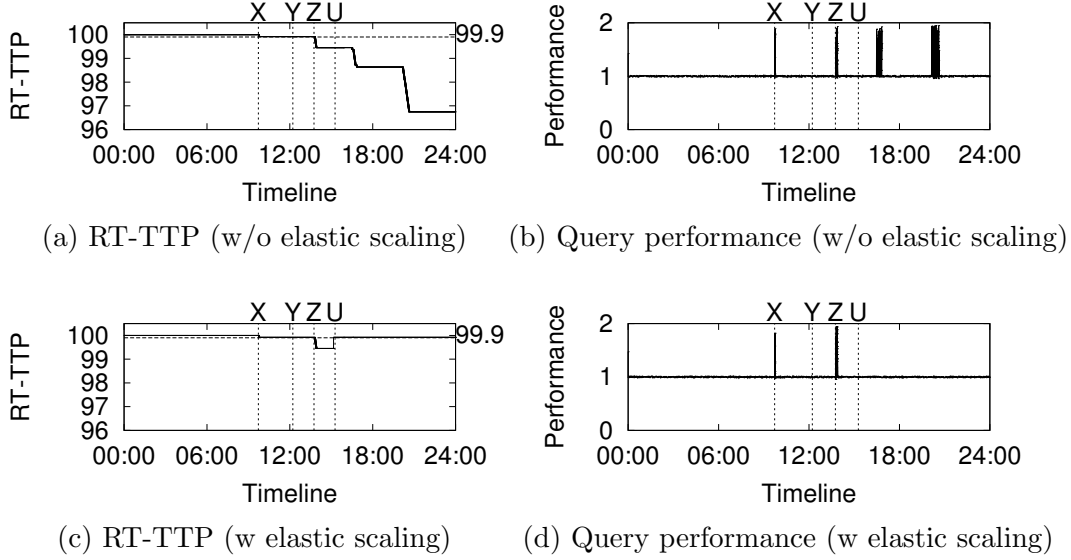 X Y Z U
RT-TTP
100
99
98
97
96
99.9
00:00 06:00 12:00 18:00 24:00
Timeline
(a) RT-TTP (w/o elastic scaling)
X Y Z U
Performance
2
1
0
00:00 06:00 12:00 18:00 24:00
Timeline
(b) Query performance (w/o elastic scaling)
X Y Z U
RT-TTP
100
99
98
97
96
99.9
00:00 06:00 12:00 18:00 24:00
Timeline
(c) RT-TTP (w elastic scaling)
X Y Z U
Performance
2
1
0
00:00 06:00 12:00 18:00 24:00
Timeline
(d) Query performance (w elastic scaling)